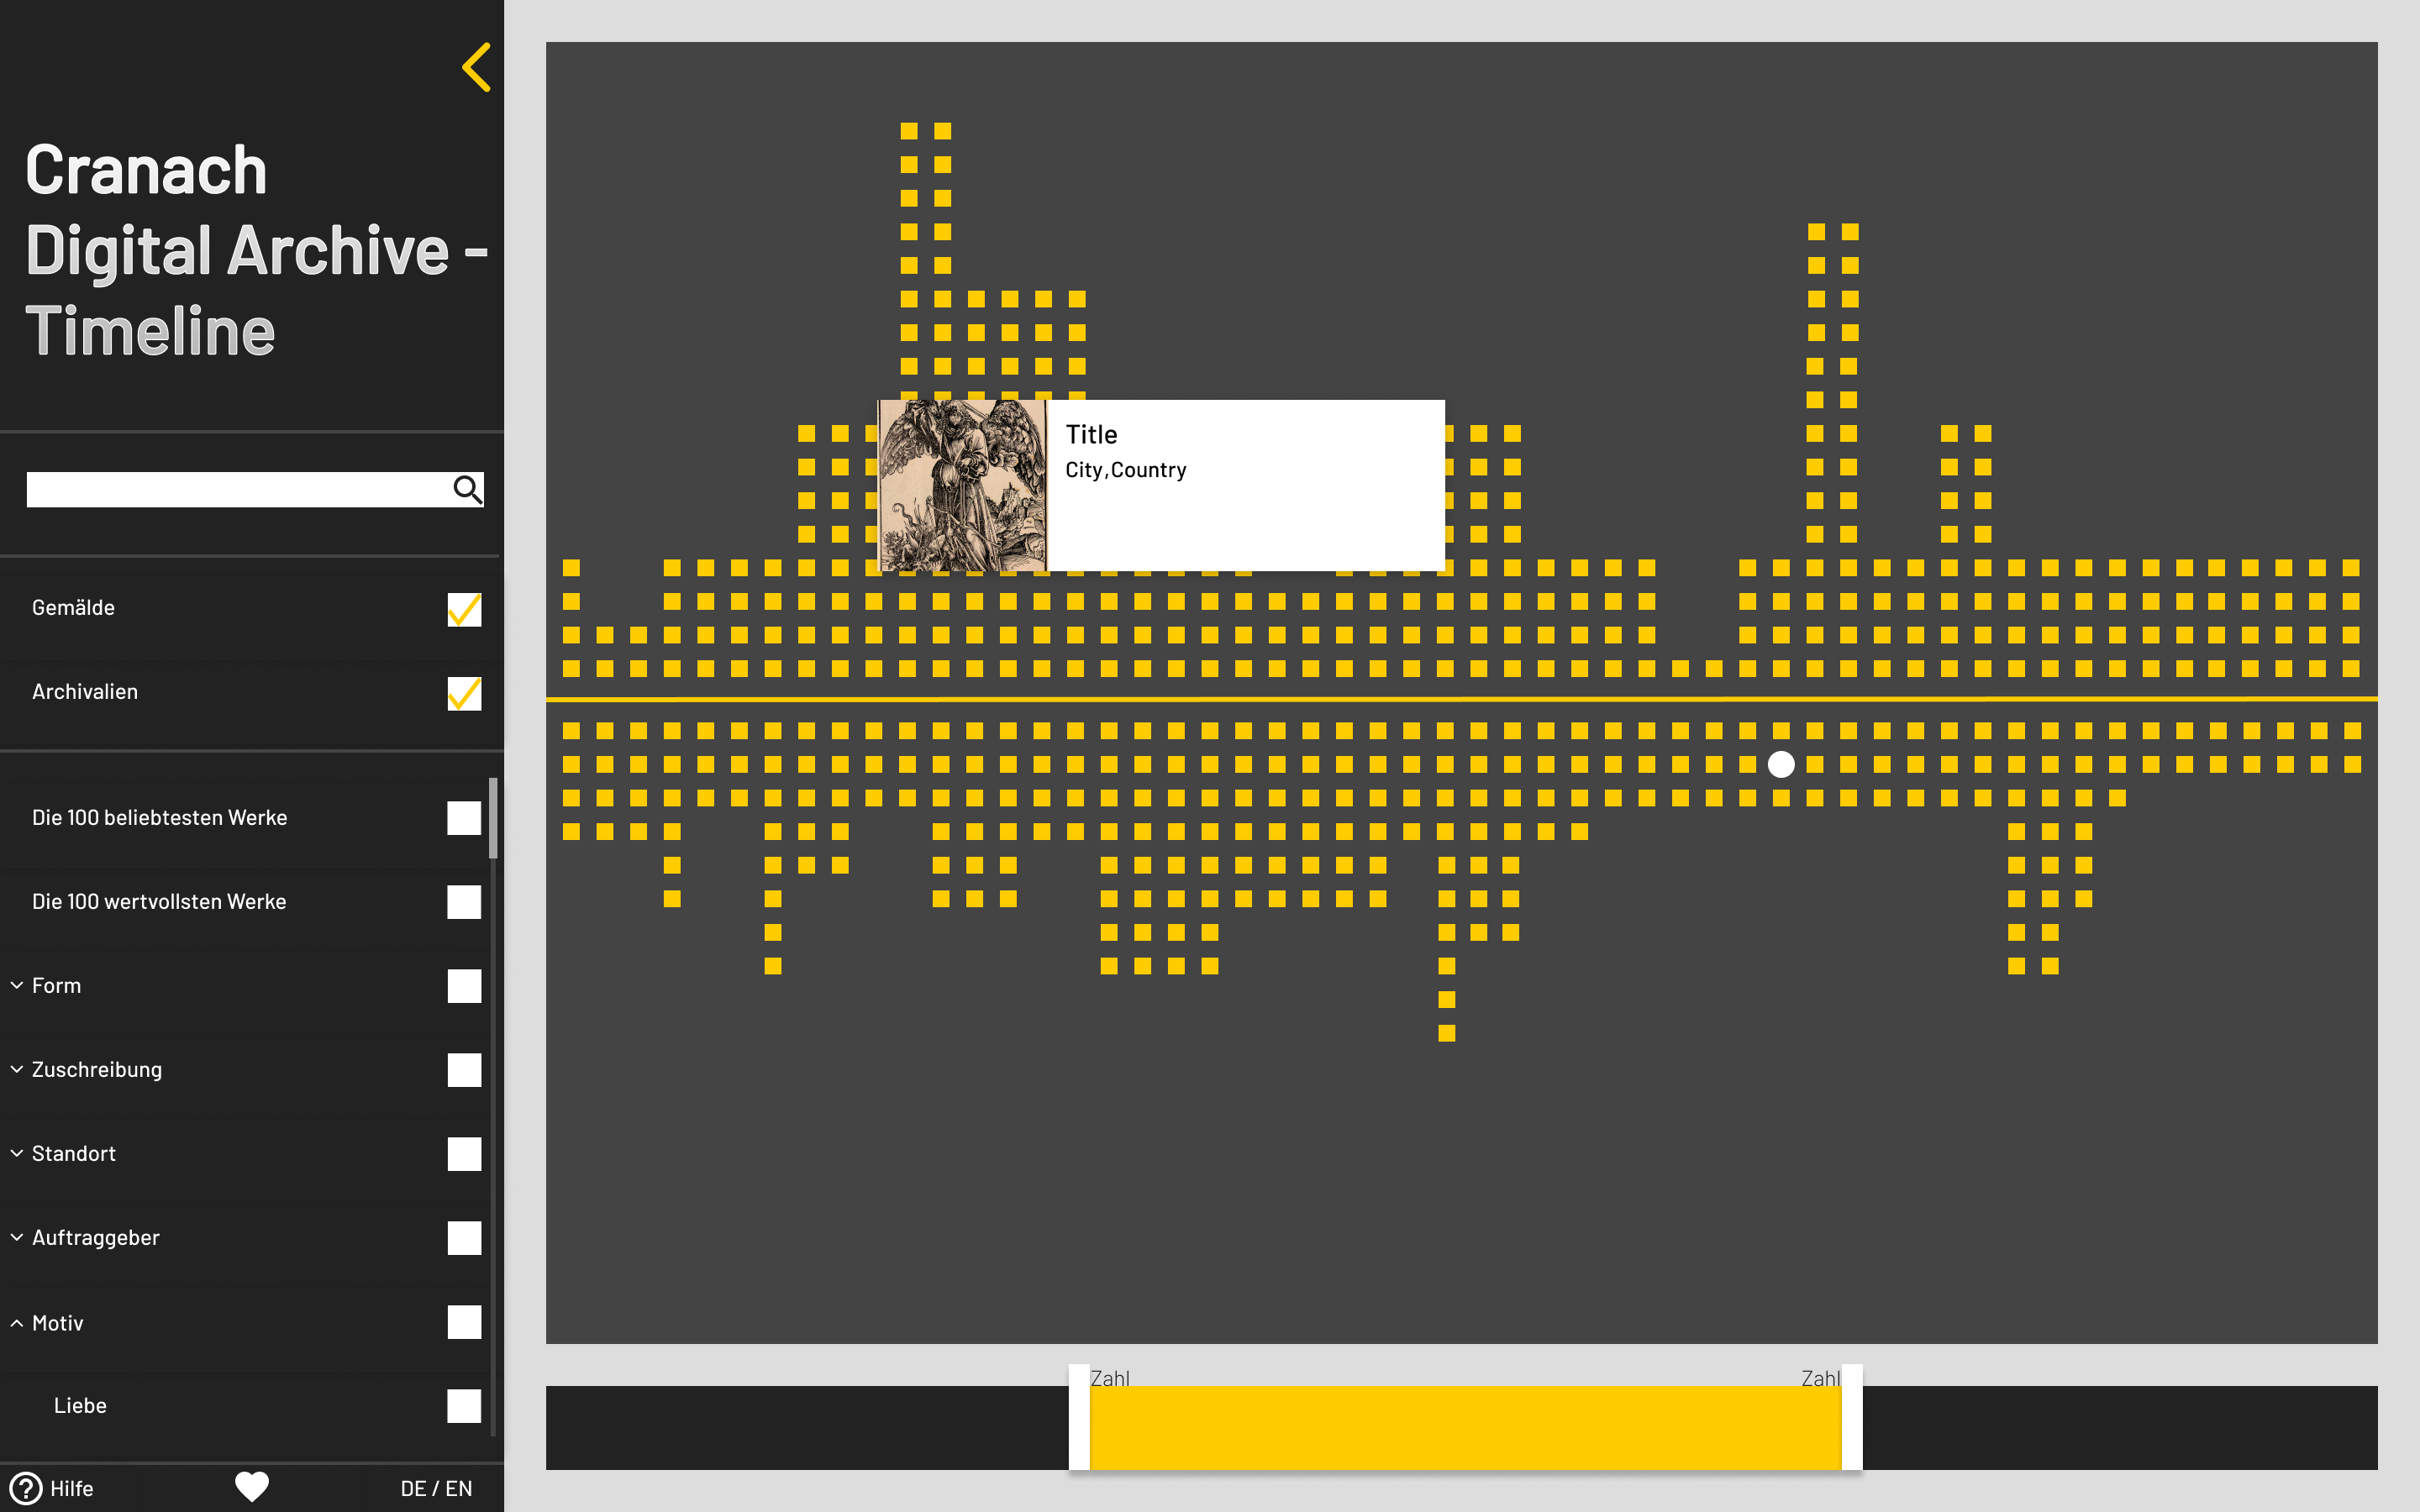 Cranach
Digital Archive -
Timeline
Gemälde
Archivalien
Die 100 beliebtesten Werke
Die 100 wertvollsten Werke
Form
Zuschreibung
Standort
Auftraggeber
Motiv
Liebe
? Hilfe
DE / EN
Title
City,Country
Zahl
Zahl